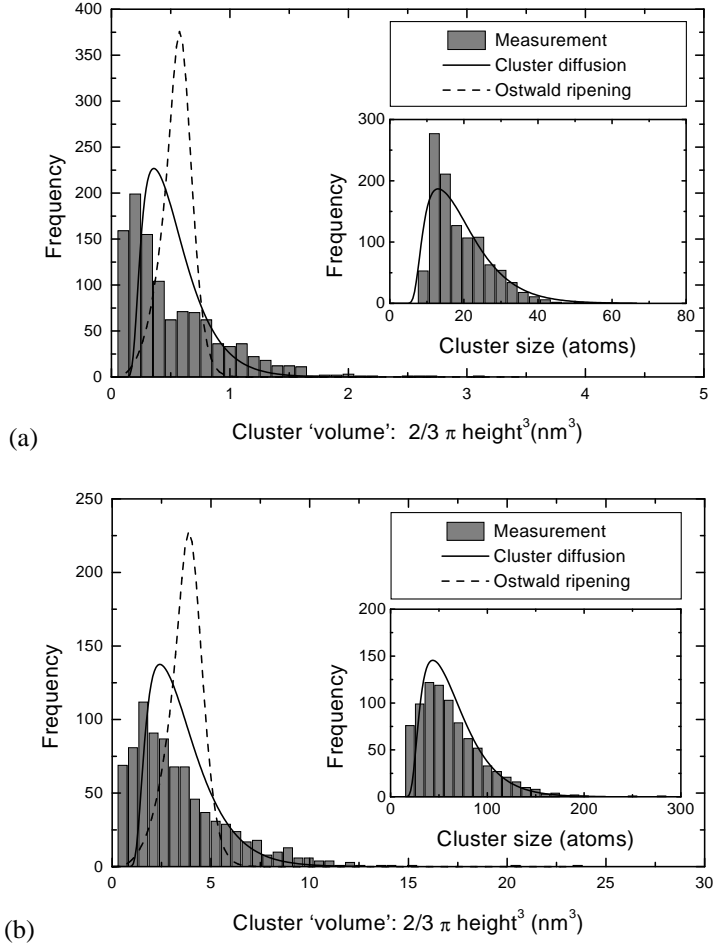 400
350
300
250
200
150
100
50
0
Frequency
0 1 2 3 4 5
Cluster ‘volume’: 2/3 π height³(nm³)
Measurement
Cluster diffusion
Ostwald ripening
300
200
100
0
Frequency
0 20 40 60 80
Cluster size (atoms)
(a)
250
200
150
100
50
0
Frequency
0 5 10 15 20 25 30
Cluster ‘volume’: 2/3 π height³ (nm³)
Measurement
Cluster diffusion
Ostwald ripening
200
150
100
50
0
Frequency
0 100 200 300
Cluster size (atoms)
(b)